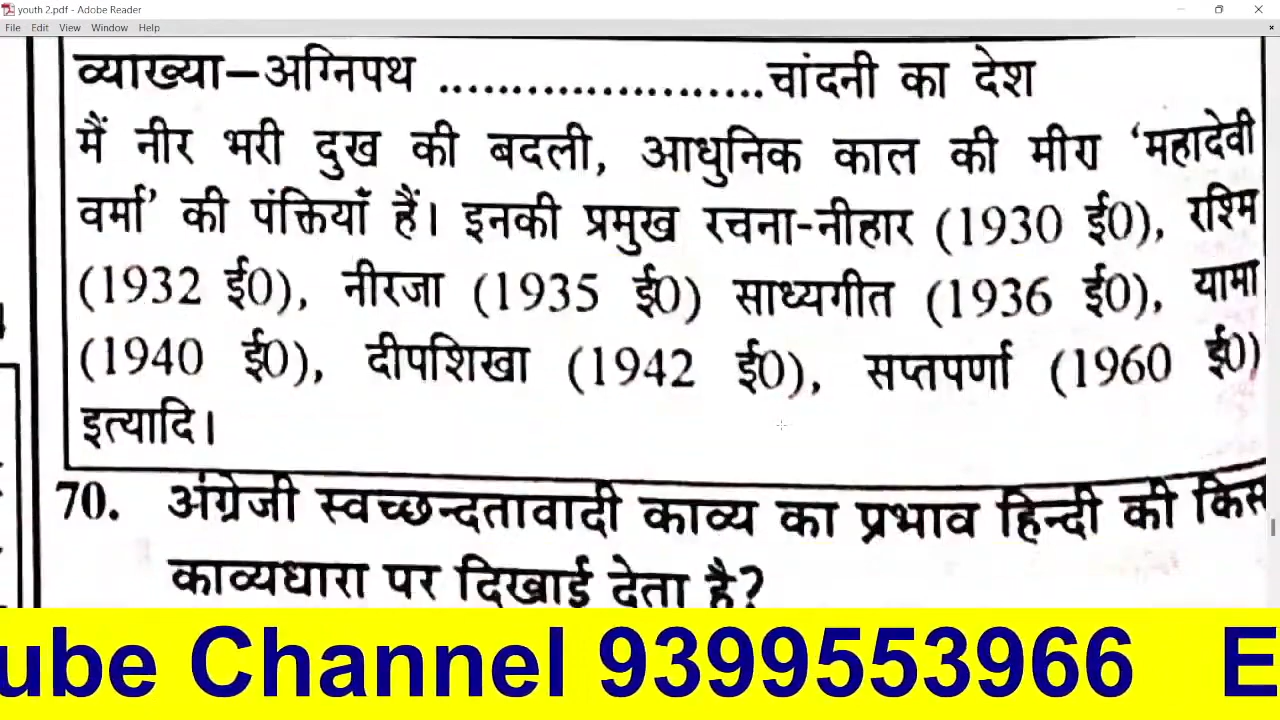 youth 2.pdf - Adobe Reader
File Edit View Window Help
व्याख्या–अग्निपथ ......................चांदनी का देश
मैं नीर भरी दुख की बदली, आधुनिक काल की मीरा ‘महादेवी
वर्मा’ की पंक्तियाँ हैं। इनकी प्रमुख रचना-नीहार (1930 ई0), रश्मि
(1932 ई0), नीरजा (1935 ई0) साध्यगीत (1936 ई0), यामा
(1940 ई0), दीपशिखा (1942 ई0), सप्तपर्णा (1960 ई0)
इत्यादि।
70. अंग्रेजी स्वच्छन्दतावादी काव्य का प्रभाव हिन्दी की किस
काव्यधारा पर दिखाई देता है?
ube Channel 9399553966 E